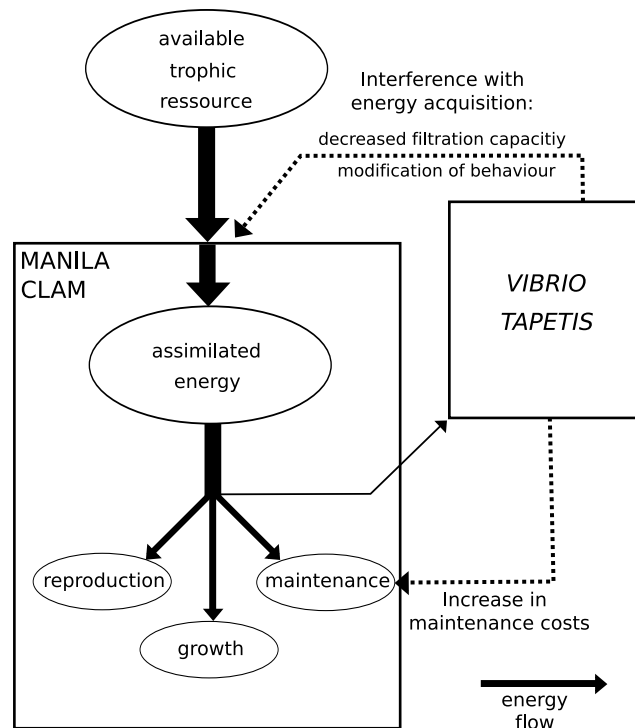 available
trophic
ressource
Interference with
energy acquisition:
decreased filtration capacitiy
modification of behaviour
MANILA
CLAM
VIBRIO
TAPETIS
assimilated
energy
reproduction
maintenance
growth
Increase in
maintenance costs
energy
flow